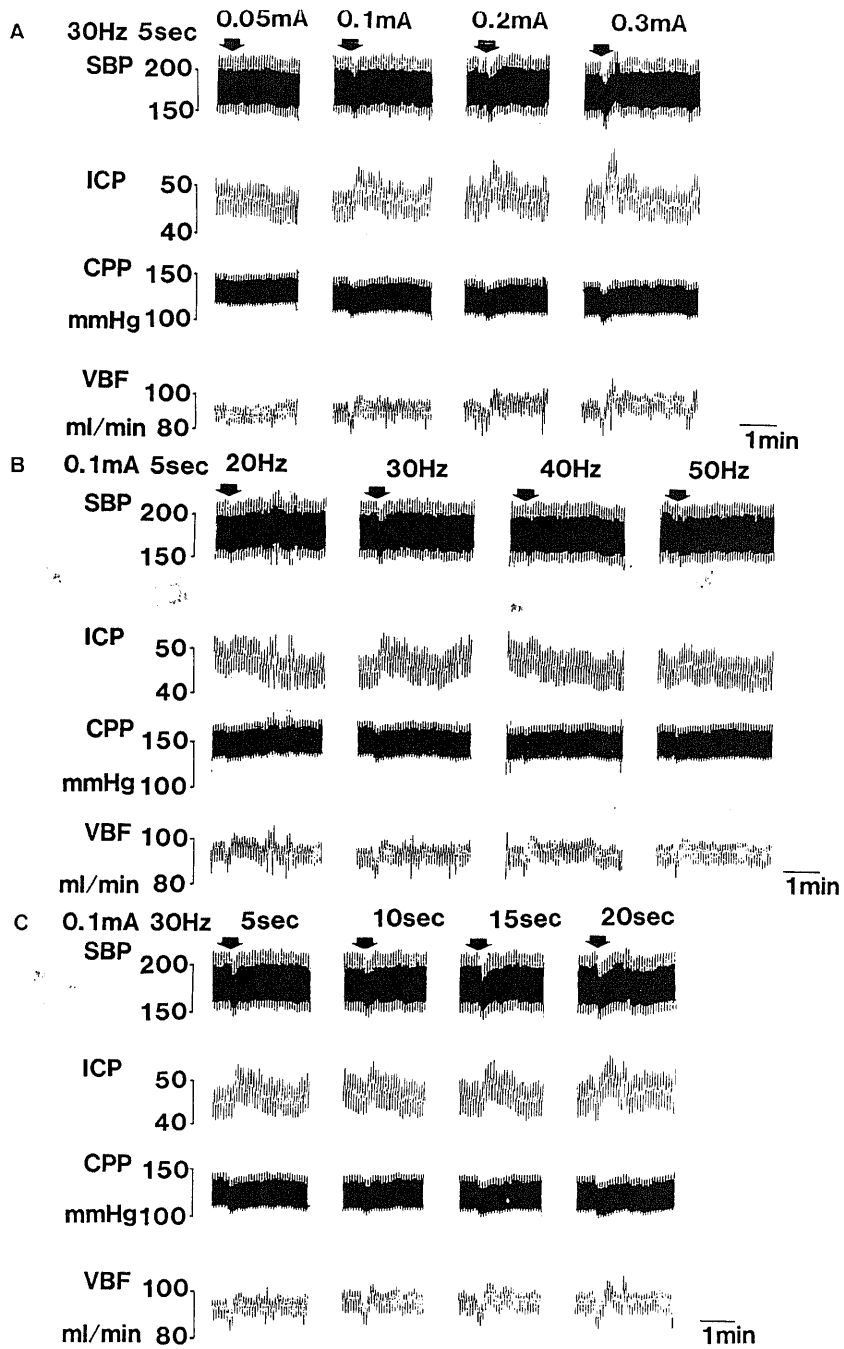 A 30Hz 5sec 0.05mA 0.1mA 0.2mA 0.3mA
SBP 200
150
ICP 50
40
CPP 150
mmHg 100
VBF 100
ml/min 80
1min
B 0.1mA 5sec 20Hz 30Hz 40Hz 50Hz
SBP 200
150
ICP 50
40
CPP 150
mmHg 100
VBF 100
ml/min 80
1min
C 0.1mA 30Hz 5sec 10sec 15sec 20sec
SBP 200
150
ICP 50
40
CPP 150
mmHg 100
VBF 100
ml/min 80
1min